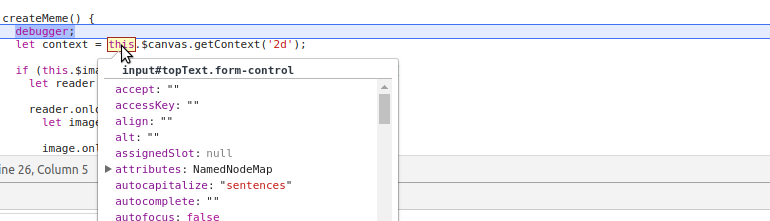 createMeme() {
debugger;
let context = this.$canvas.getContext('2d');
if (this.$ima
let reader
reader.onlo
let image
image.onl
input#topText.form-control
accept: ""
accessKey: ""
align: ""
alt: ""
assignedSlot: null
attributes: NamedNodeMap
autocapitalize: "sentences"
autocomplete: ""
autofocus: false
ine 26, Column 5